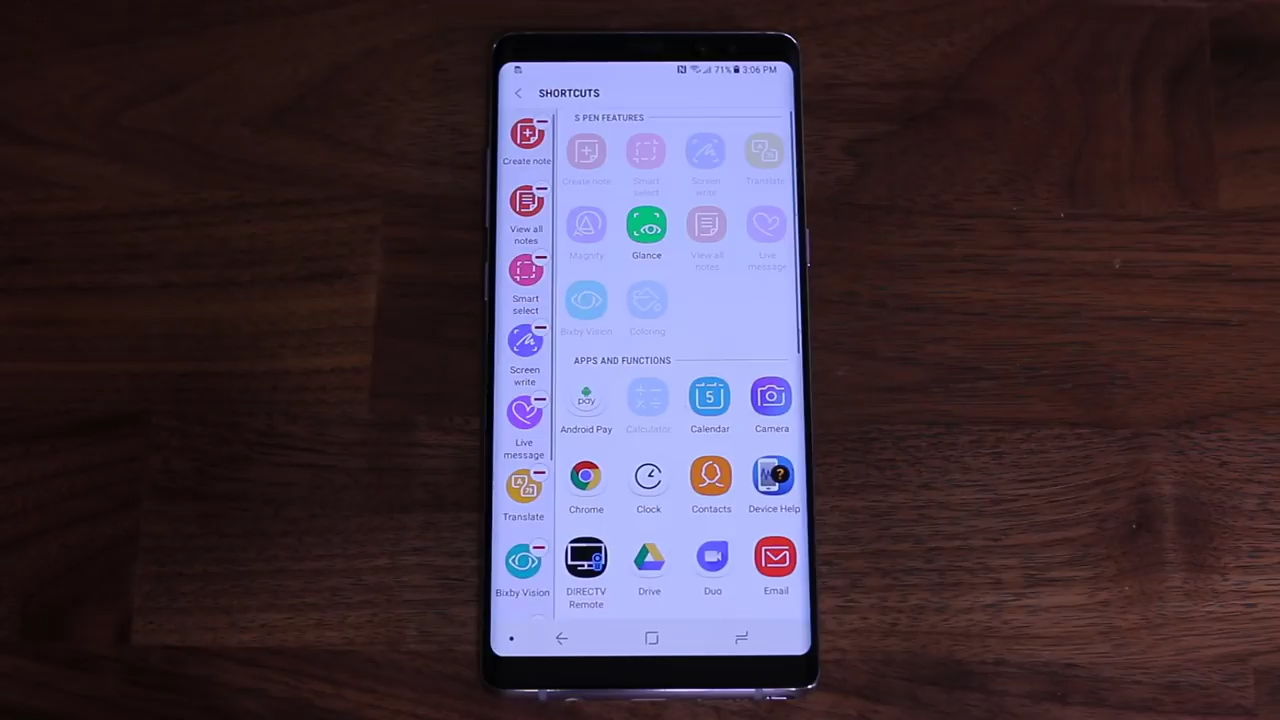 71% 3:06 PM
SHORTCUTS
Create note
View all
notes
Smart
select
Screen
write
Live
message
Translate
Bixby Vision
S PEN FEATURES
Create note
Smart
select
Screen
write
Translate
Magnify
Glance
View all
notes
Live
message
Bixby Vision
Coloring
APPS AND FUNCTIONS
pay
Android Pay
Calculator
5
Calendar
Camera
Chrome
Clock
Contacts
?
Device Help
DIRECTV
Remote
Drive
Duo
Email